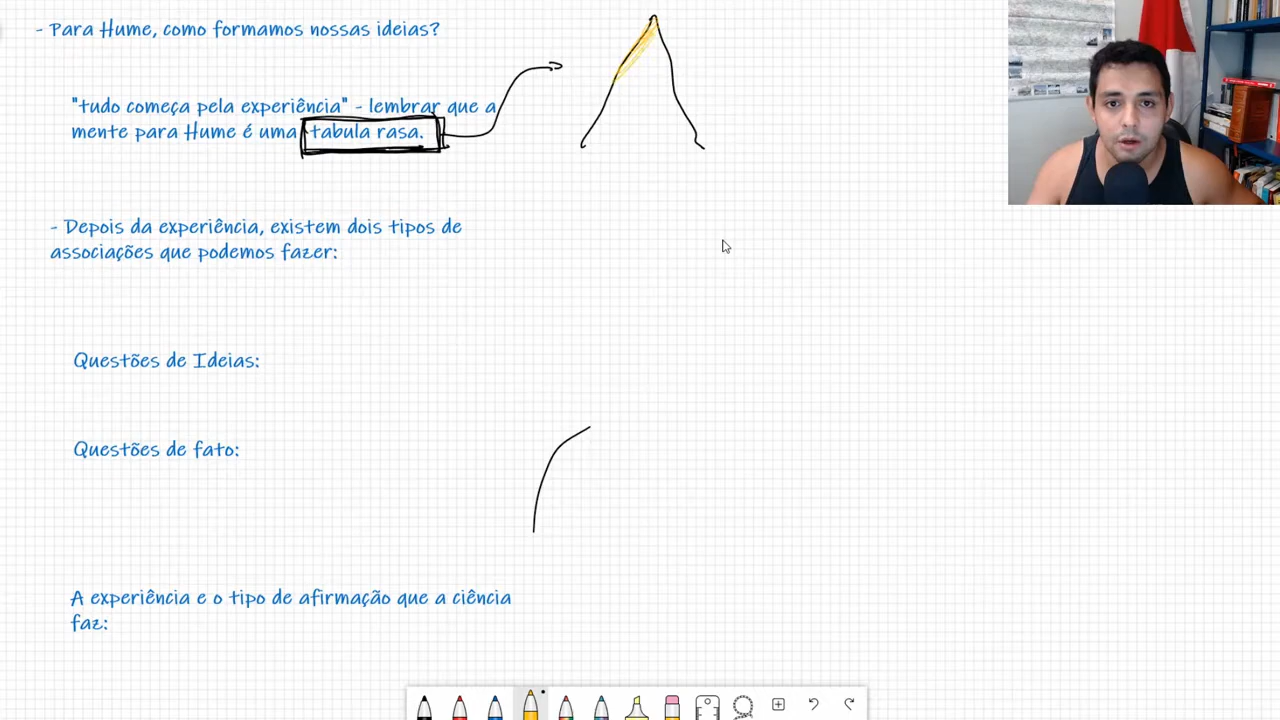 - Para Hume, como formamos nossas ideias?
"tudo começa pela experiência" - lembrar que a
mente para Hume é uma tabula rasa.
- Depois da experiência, existem dois tipos de
associações que podemos fazer:
Questões de Ideias:
Questões de fato:
A experiência e o tipo de afirmação que a ciência
faz: